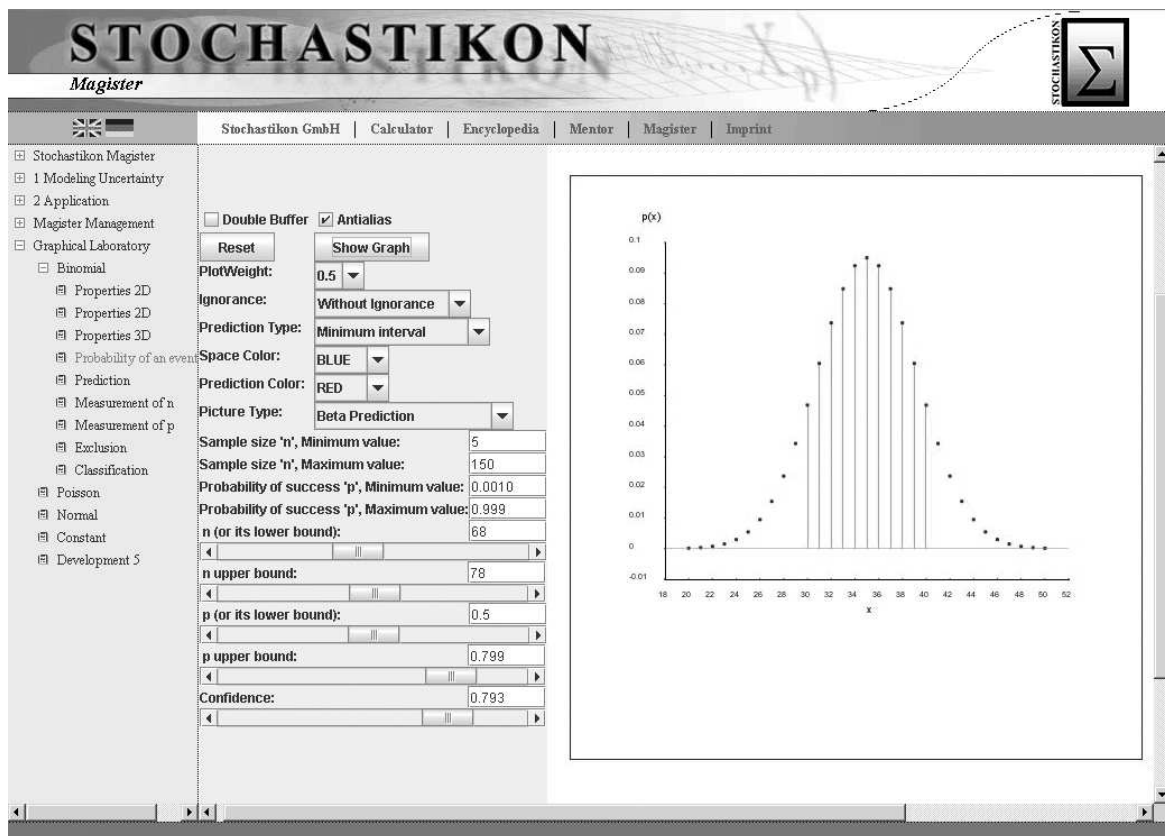 STOCHASTIKON
Magister
STOCHASTIKON
Σ
Stochastikon GmbH | Calculator | Encyclopedia | Mentor | Magister | Imprint
Stochastikon Magister
1 Modeling Uncertainty
2 Application
Magister Management
Graphical Laboratory
Binomial
Properties 2D
Properties 2D
Properties 3D
Probability of an event
Prediction
Measurement of n
Measurement of p
Exclusion
Classification
Poisson
Normal
Constant
Development 5
Double Buffer Antialias
Reset Show Graph
PlotWeight: 0.5
Ignorance: Without Ignorance
Prediction Type: Minimum interval
Space Color: BLUE
Prediction Color: RED
Picture Type: Beta Prediction
Sample size 'n', Minimum value: 5
Sample size 'n', Maximum value: 150
Probability of success 'p', Minimum value: 0.0010
Probability of success 'p', Maximum value: 0.999
n (or its lower bound): 68
n upper bound: 78
p (or its lower bound): 0.5
p upper bound: 0.799
Confidence: 0.793
p(x)
0.1
0.09
0.08
0.07
0.06
0.05
0.04
0.03
0.02
0.01
0
-0.01
18 20 22 24 26 28 30 32 34 36 38 40 42 44 46 48 50 52
x